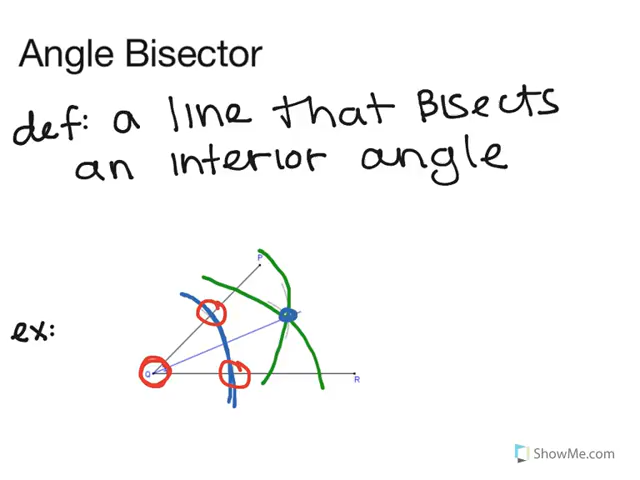 Angle Bisector
def: a line that Bisects
an interior angle
P
ex:
Q
R
ShowMe.com